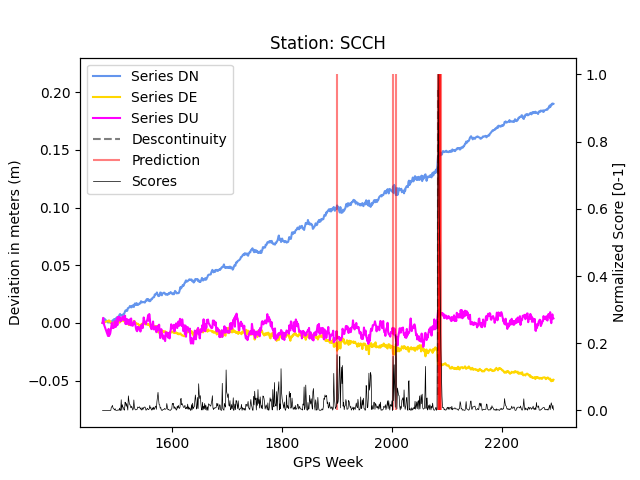 Station: SCCH
Series DN
Series DE
Series DU
Descontinuity
Prediction
Scores
Deviation in meters (m)
0.20
0.15
0.10
0.05
0.00
−0.05
1.0
0.8
0.6
0.4
0.2
0.0
Normalized Score [0-1]
1600
1800
2000
2200
GPS Week